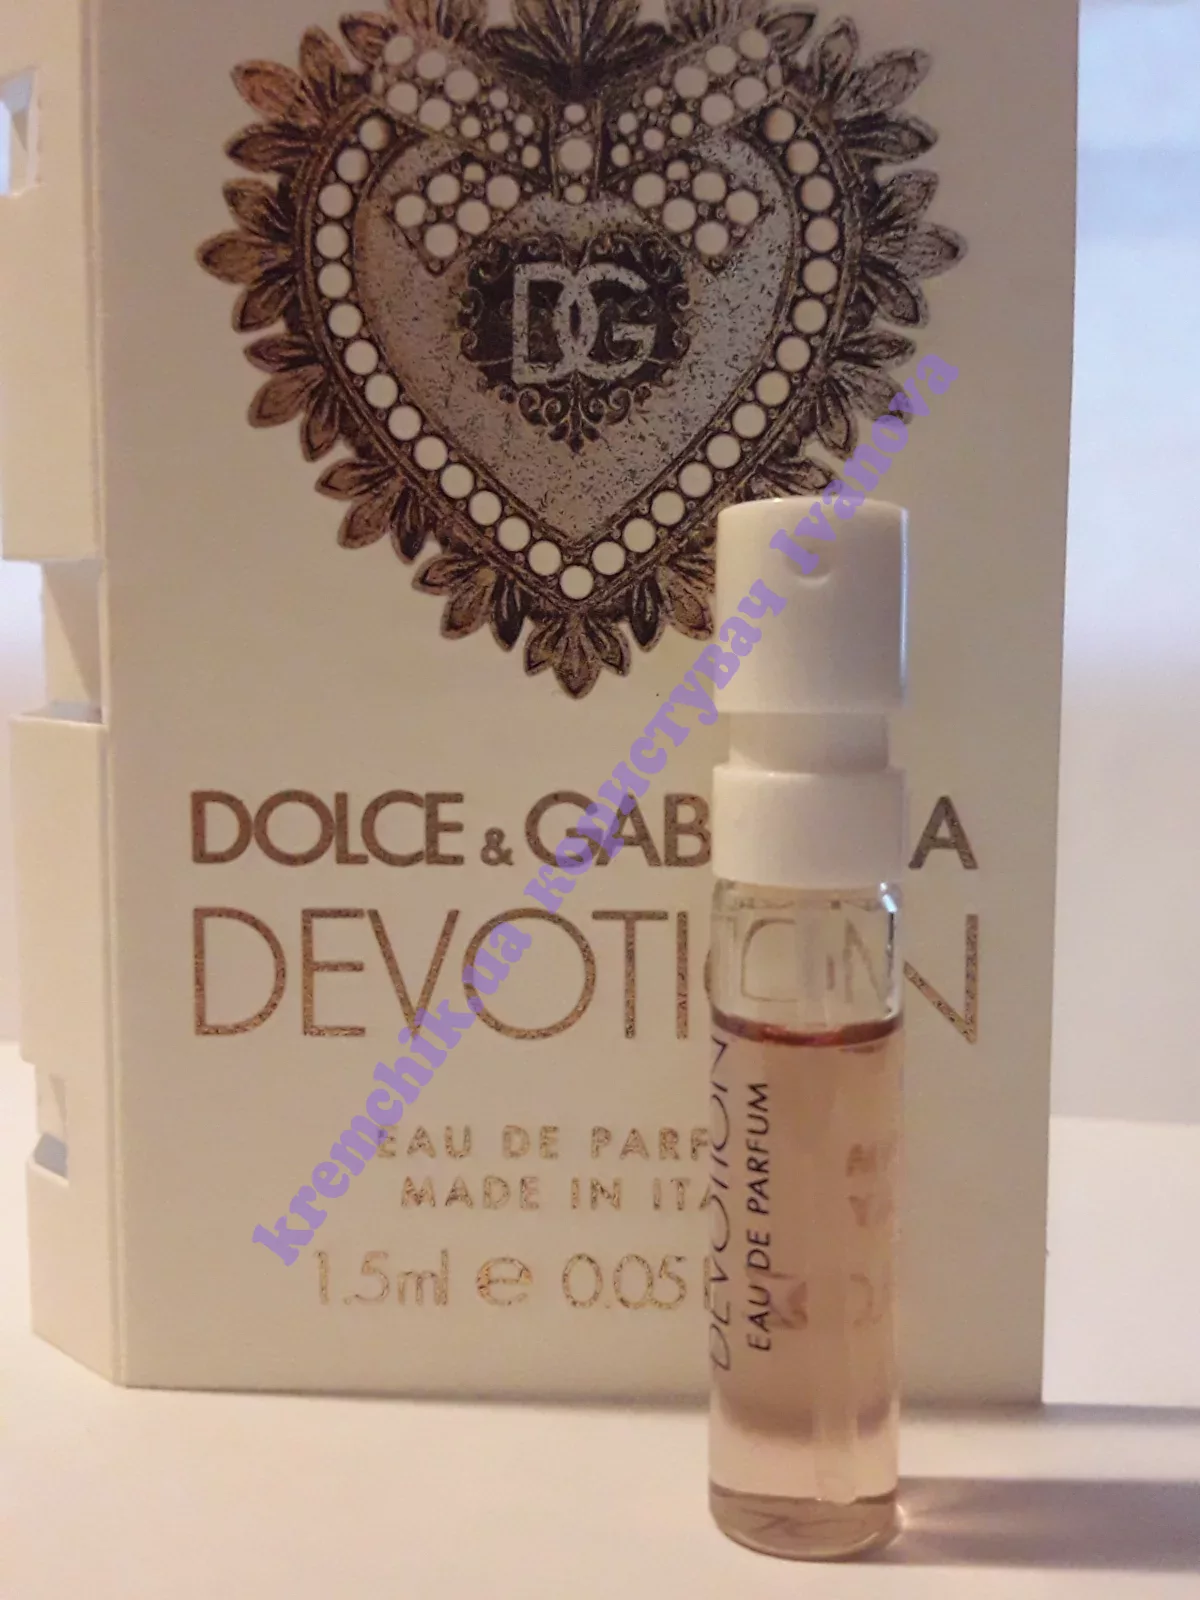 DG
DOLCE & GAB A
DEVOTI N
EAU DE PARF
MADE IN ITA
1.5ml e 0.05
DEVOTION
EAU DE PARFUM
kremchik.ua користувач Ivanova